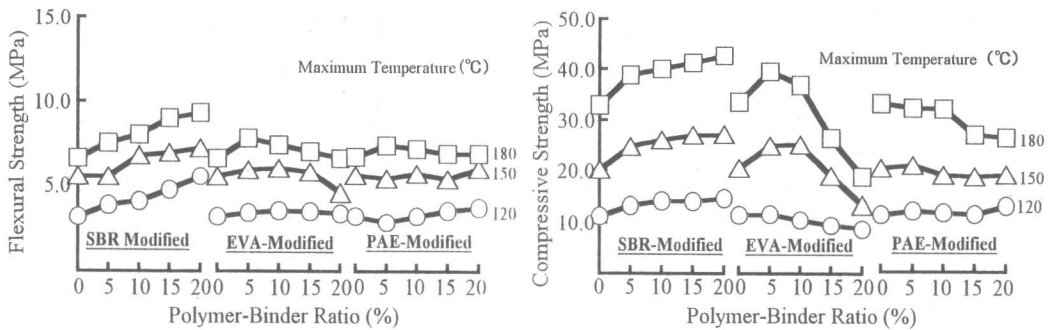 15.0
10.0
5.0
Flexural Strength (MPa)
Maximum Temperature (℃)
180
150
120
SBR Modified
EVA-Modified
PAE-Modified
0 5 10 15 20 0 5 10 15 20 0 5 10 15 20
Polymer-Binder Ratio (%)
50.0
40.0
30.0
20.0
10.0
Compressive Strength (MPa)
Maximum Temperature (℃)
180
150
120
SBR-Modified
EVA-Modified
PAE-Modified
0 5 10 15 20 0 5 10 15 20 0 5 10 15 20
Polymer-Binder Ratio (%)